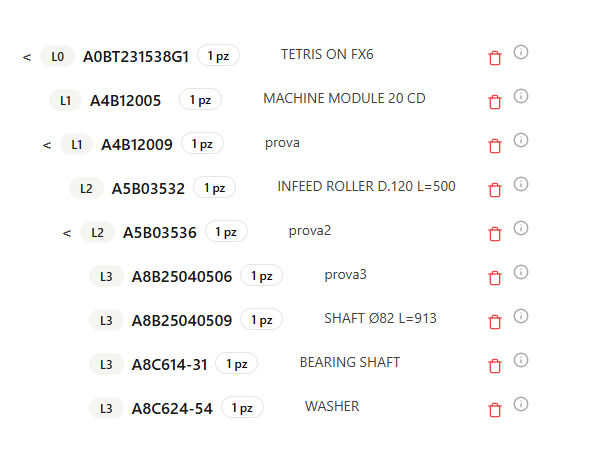 < L0 A0BT231538G1 1 pz TETRIS ON FX6
L1 A4B12005 1 pz MACHINE MODULE 20 CD
< L1 A4B12009 1 pz prova
L2 A5B03532 1 pz INFEED ROLLER D.120 L=500
< L2 A5B03536 1 pz prova2
L3 A8B25040506 1 pz prova3
L3 A8B25040509 1 pz SHAFT Ø82 L=913
L3 A8C614-31 1 pz BEARING SHAFT
L3 A8C624-54 1 pz WASHER